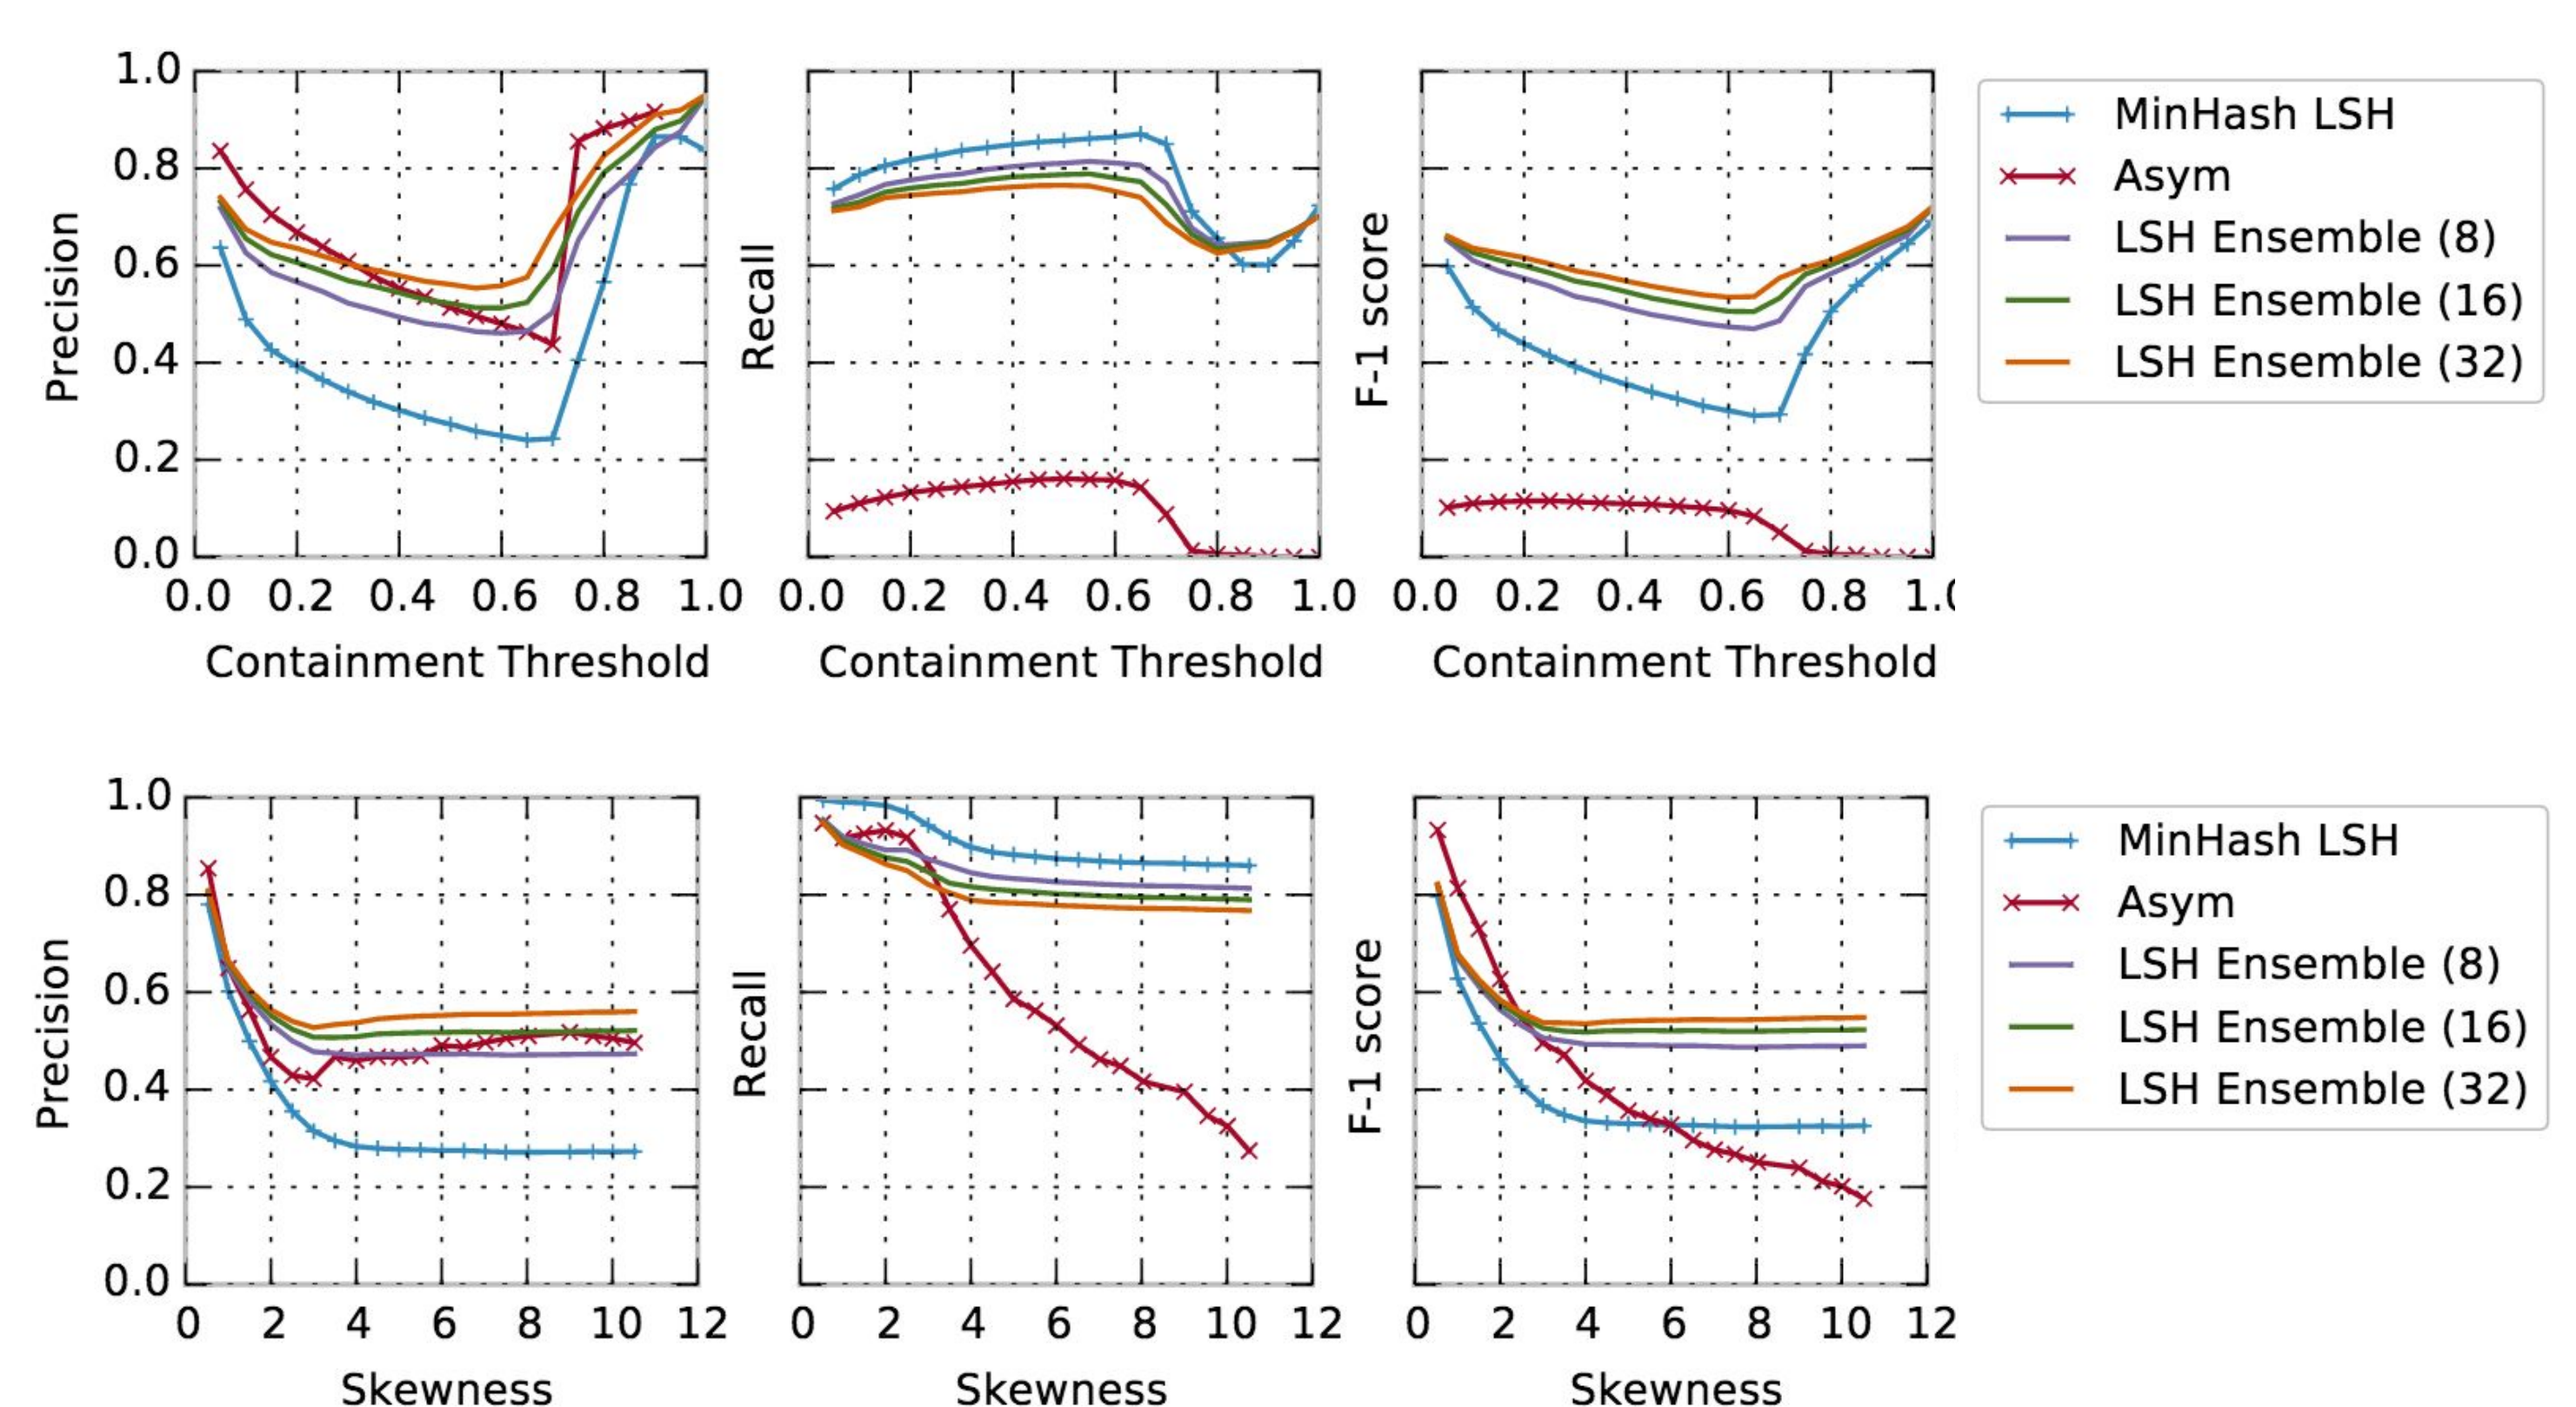 1.0
0.8
0.6
0.4
0.2
0.0
Precision
0.0 0.2 0.4 0.6 0.8 1.0
Containment Threshold
Recall
0.0 0.2 0.4 0.6 0.8 1.0
Containment Threshold
F-1 score
0.0 0.2 0.4 0.6 0.8 1.0
Containment Threshold
MinHash LSH
Asym
LSH Ensemble (8)
LSH Ensemble (16)
LSH Ensemble (32)
1.0
0.8
0.6
0.4
0.2
0.0
Precision
0 2 4 6 8 10 12
Skewness
Recall
0 2 4 6 8 10 12
Skewness
F-1 score
0 2 4 6 8 10 12
Skewness
MinHash LSH
Asym
LSH Ensemble (8)
LSH Ensemble (16)
LSH Ensemble (32)